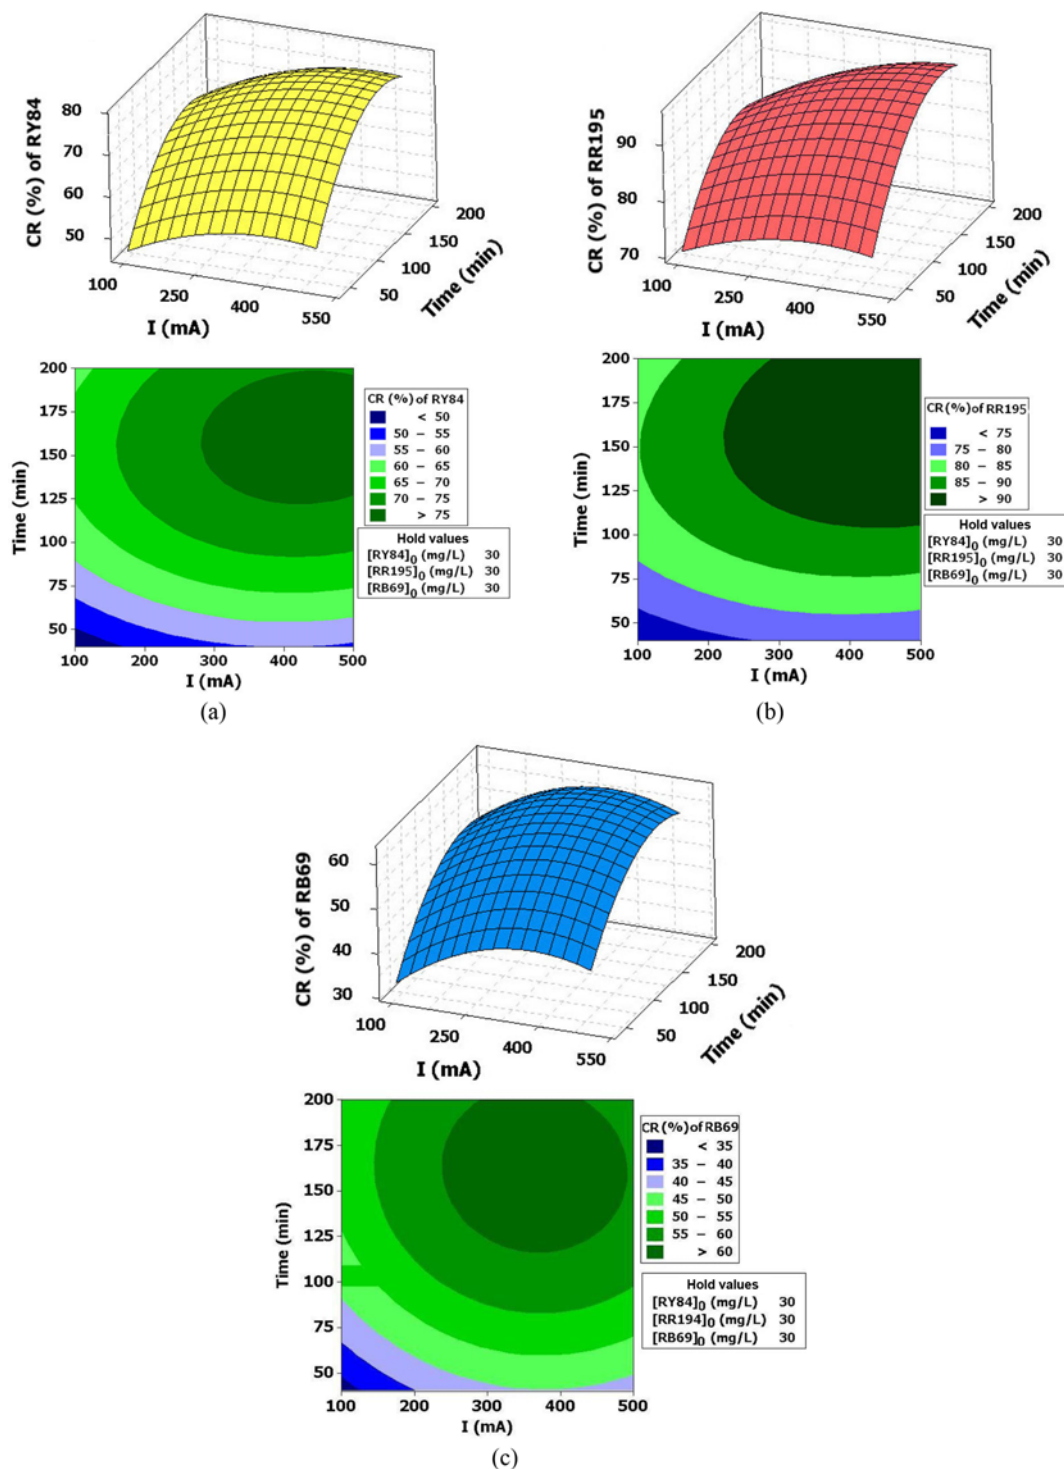 CR (%) of RY84
80
70
60
50
100
250
400
550
I (mA)
50
100
150
200
Time (min)
CR (%) of RR195
90
80
70
100
250
400
550
I (mA)
50
100
150
200
Time (min)
Time (min)
200
175
150
125
100
75
50
100 200 300 400 500
I (mA)
CR (%) of RY84
< 50
50 – 55
55 – 60
60 – 65
65 – 70
70 – 75
> 75
Hold values
[RY84]0 (mg/L) 30
[RR195]0 (mg/L) 30
[RB69]0 (mg/L) 30
(a)
Time (min)
200
175
150
125
100
75
50
100 200 300 400 500
I (mA)
CR (%) of RR195
< 75
75 – 80
80 – 85
85 – 90
> 90
Hold values
[RY84]0 (mg/L) 30
[RR195]0 (mg/L) 30
[RB69]0 (mg/L) 30
(b)
CR (%) of RB69
60
50
40
30
100
250
400
550
I (mA)
50
100
150
200
Time (min)
Time (min)
200
175
150
125
100
75
50
100 200 300 400 500
I (mA)
CR (%) of RB69
< 35
35 – 40
40 – 45
45 – 50
50 – 55
55 – 60
> 60
Hold values
[RY84]0 (mg/L) 30
[RR194]0 (mg/L) 30
[RB69]0 (mg/L) 30
(c)